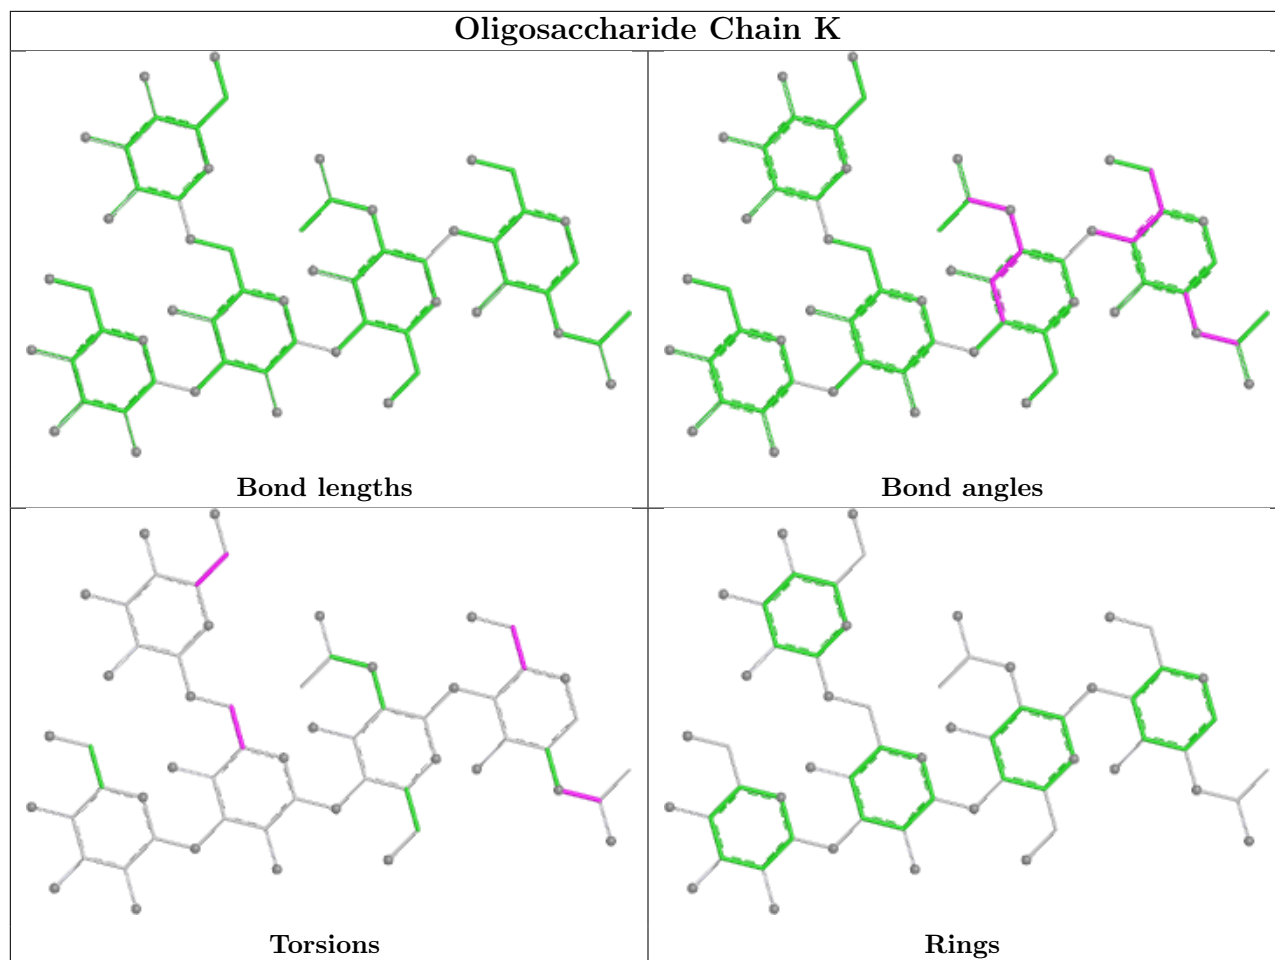 Oligosaccharide Chain K
Bond lengths
Bond angles
Torsions
Rings